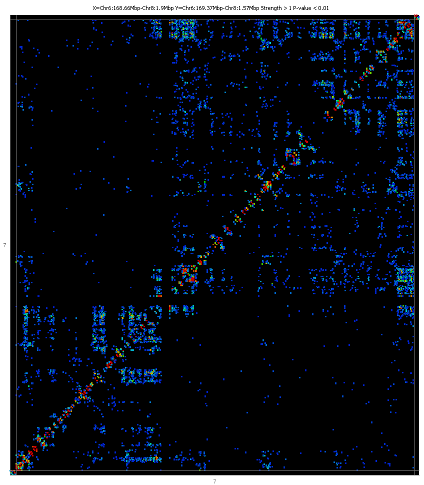 X=Chr6:168.66Mbp-Chr8:1.9Mbp Y=Chr6:169.37Mbp-Chr8:1.57Mbp Strength > 1 P-value < 0.01
7
7